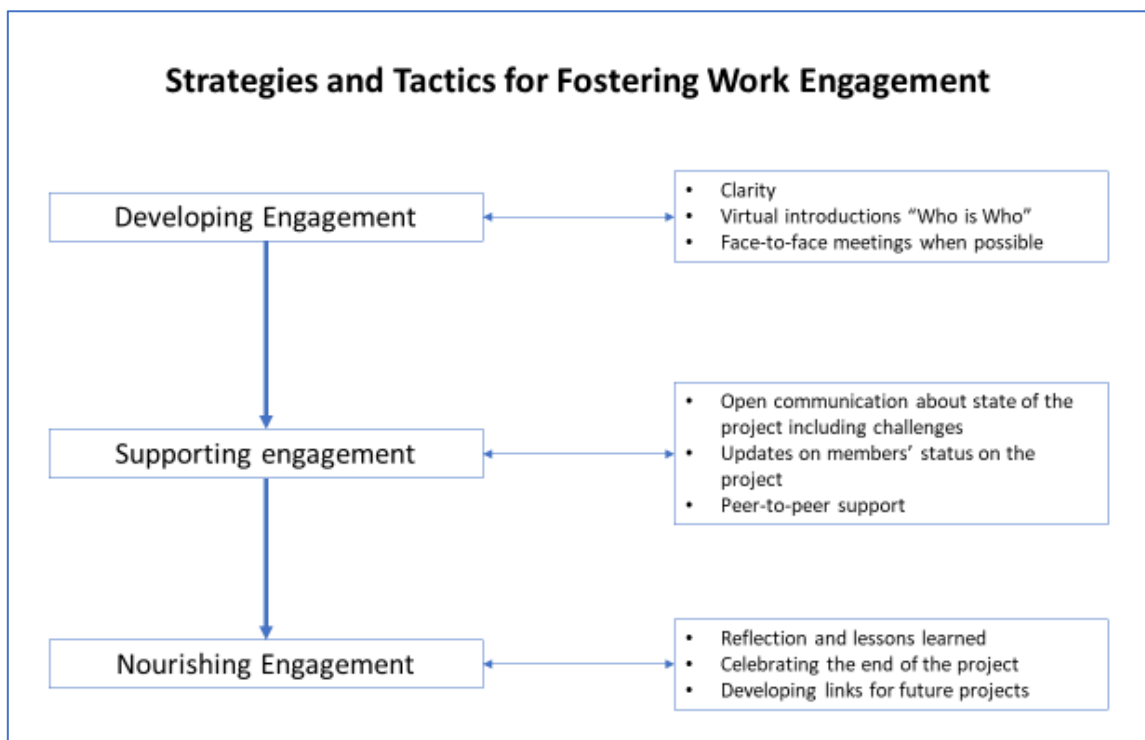 Strategies and Tactics for Fostering Work Engagement
Developing Engagement
• Clarity
• Virtual introductions “Who is Who”
• Face-to-face meetings when possible
Supporting engagement
• Open communication about state of the
project including challenges
• Updates on members’ status on the
project
• Peer-to-peer support
Nourishing Engagement
• Reflection and lessons learned
• Celebrating the end of the project
• Developing links for future projects